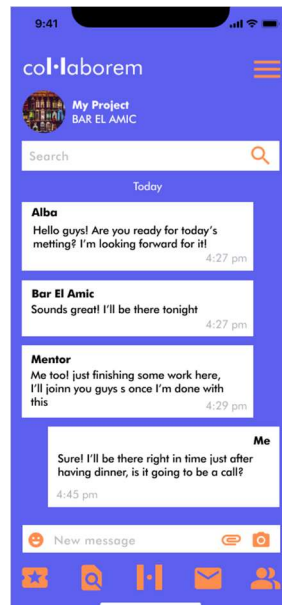 9:41
col·laborem
My Project
BAR EL AMIC
Search
Today
Alba
Hello guys! Are you ready for today's
metting? I'm looking forward for it!
4:27 pm
Bar El Amic
Sounds great! I'll be there tonight
4:27 pm
Mentor
Me too! just finishing some work here,
I'll joinn you guys s once I'm done with
this
4:29 pm
Me
Sure! I'll be there right in time just after
having dinner, is it going to be a call?
4:45 pm
New message